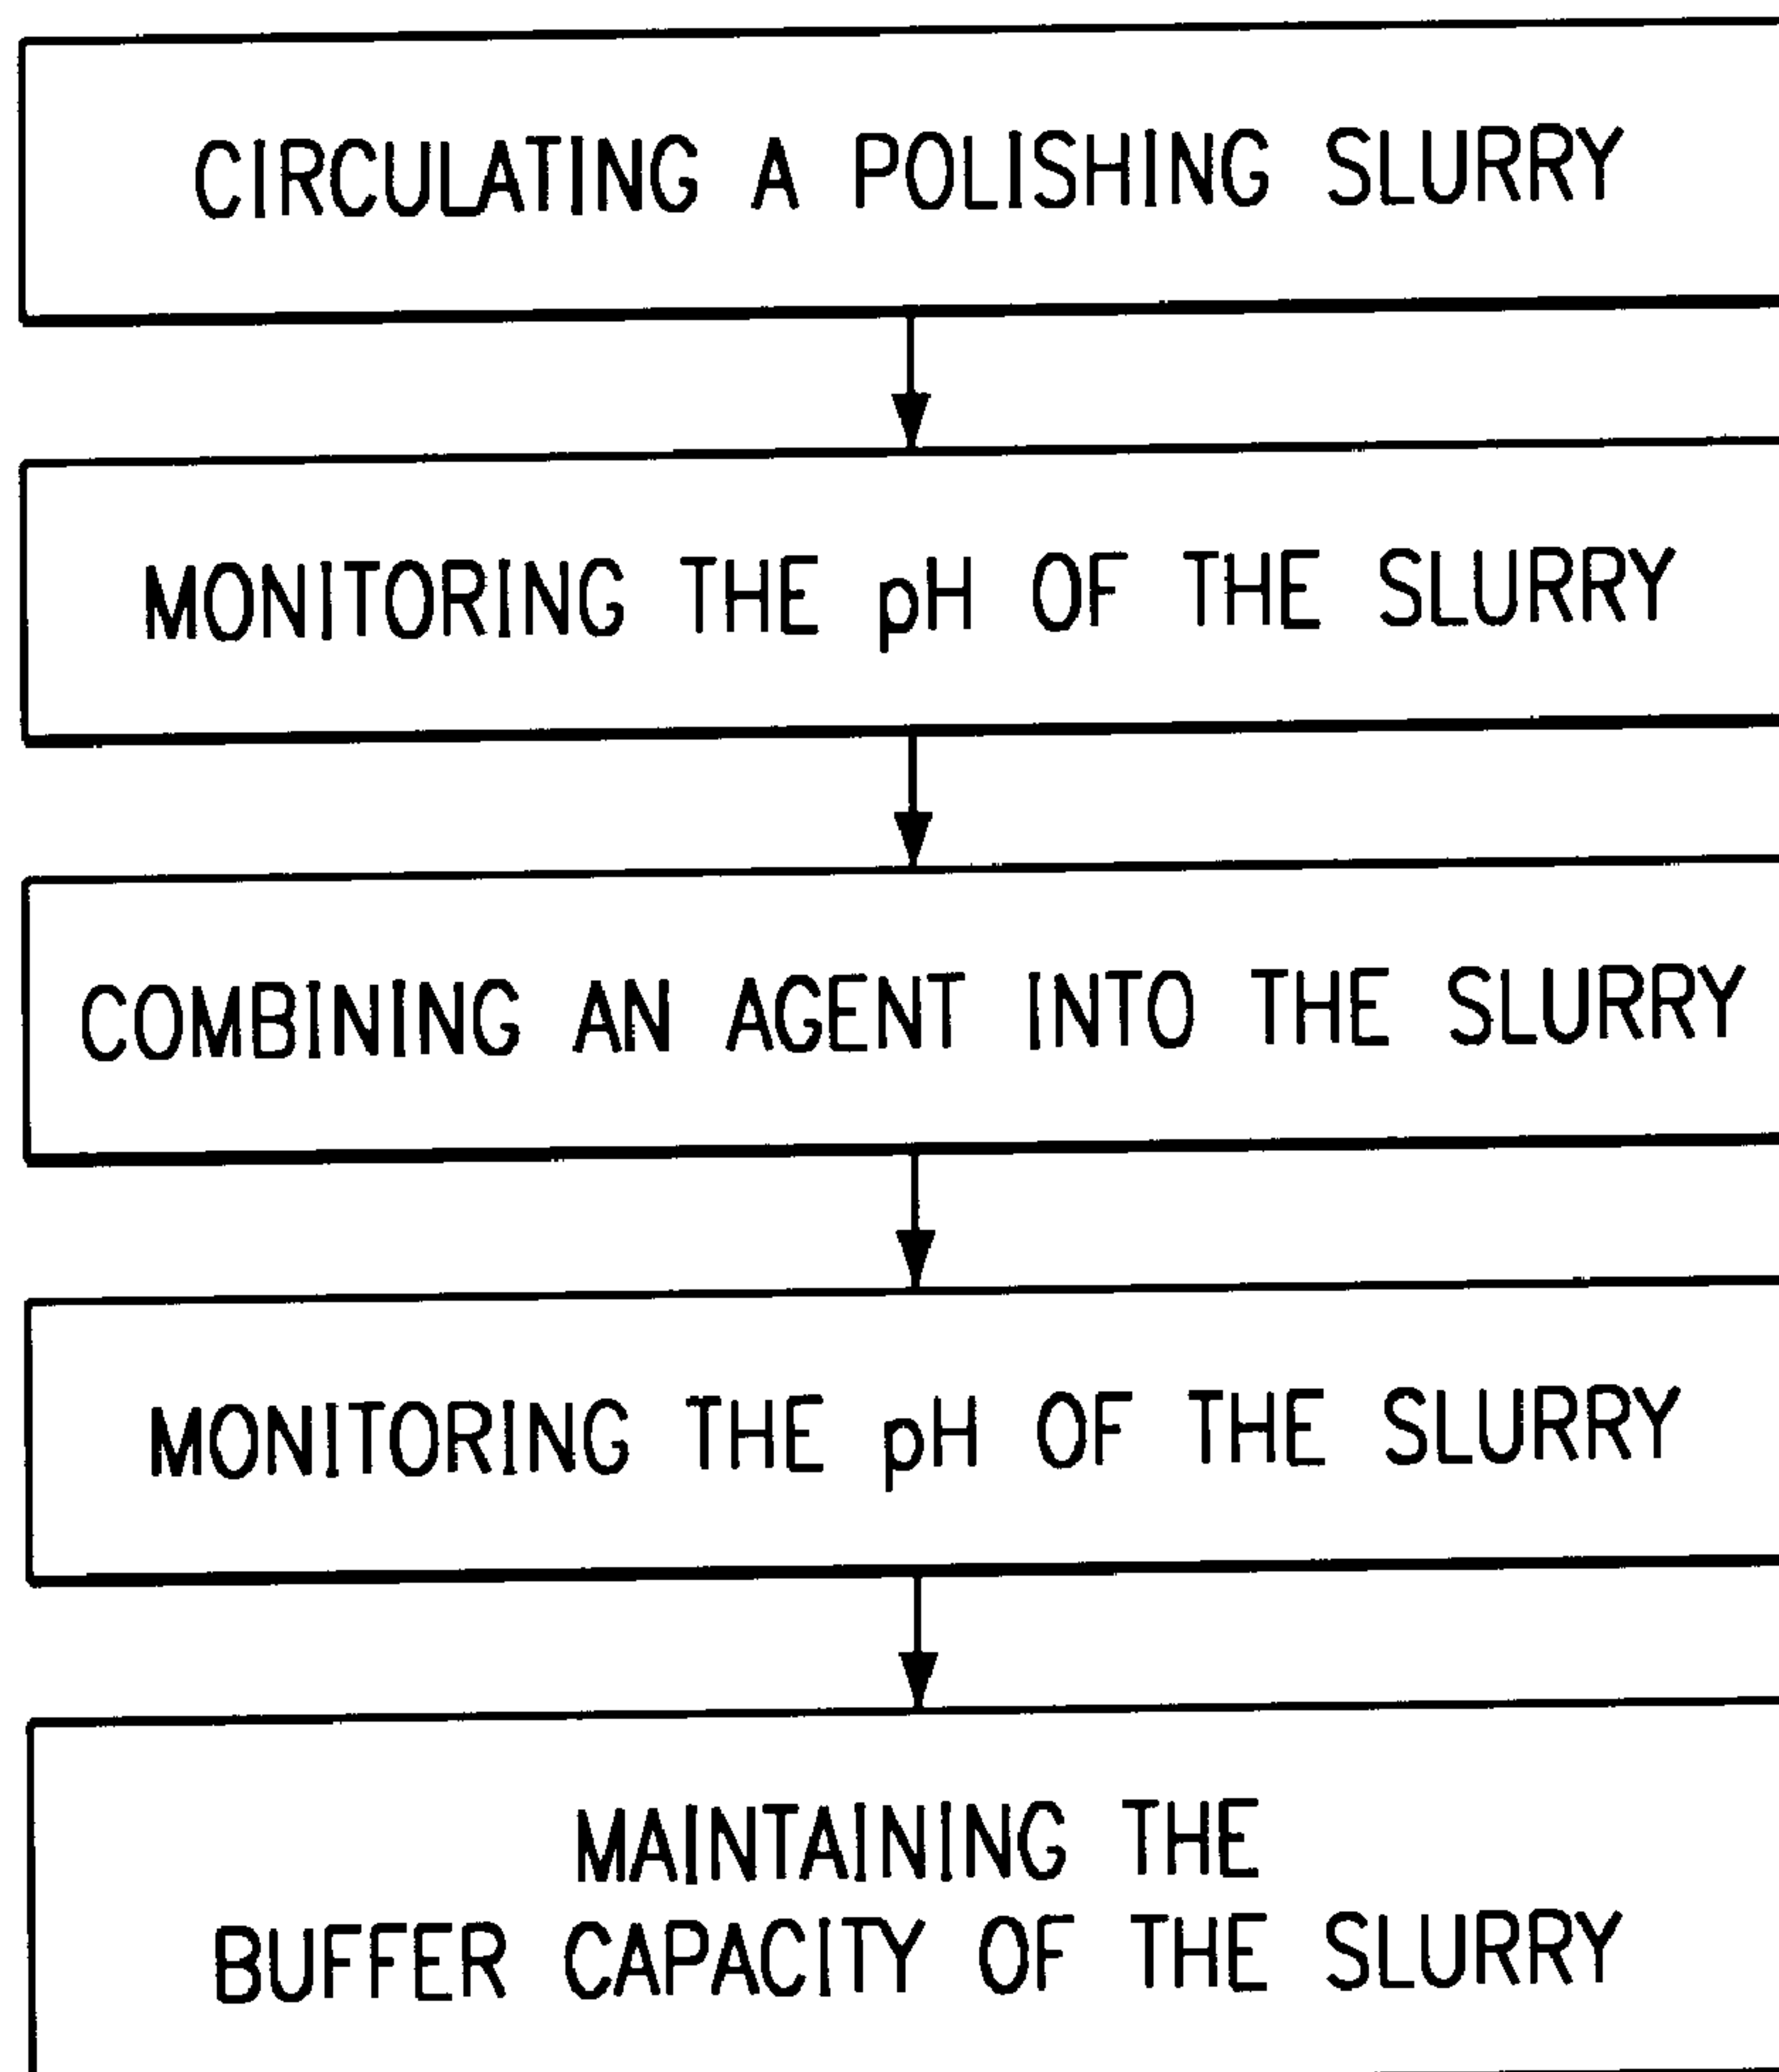 CIRCULATING A POLISHING SLURRY
MONITORING THE pH OF THE SLURRY
COMBINING AN AGENT INTO THE SLURRY
MONITORING THE pH OF THE SLURRY
MAINTAINING THE
BUFFER CAPACITY OF THE SLURRY